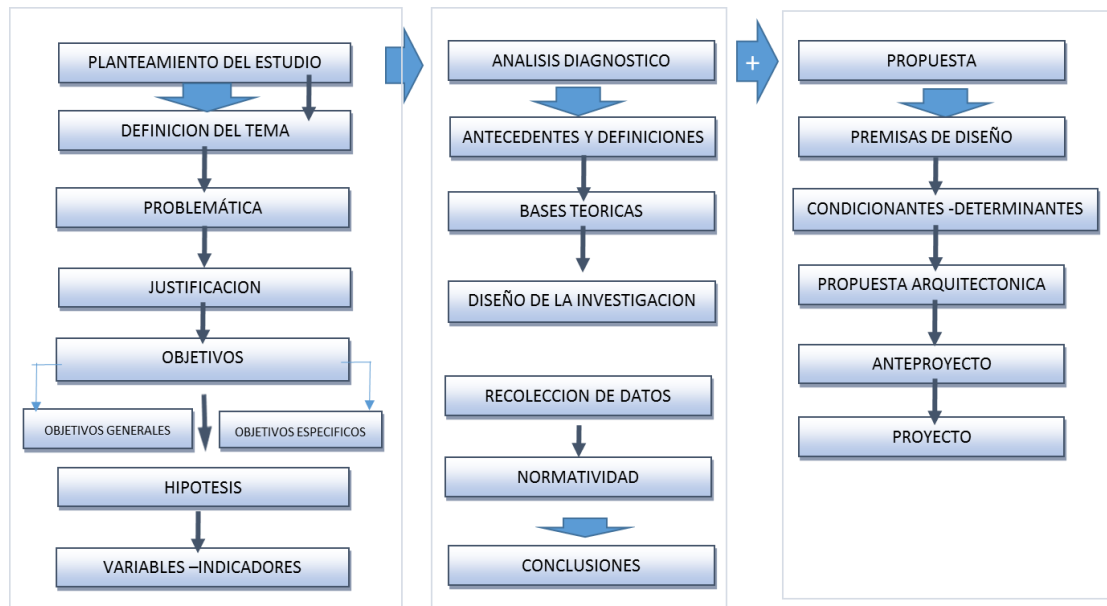 PLANTEAMIENTO DEL ESTUDIO
DEFINICION DEL TEMA
PROBLEMÁTICA
JUSTIFICACION
OBJETIVOS
OBJETIVOS GENERALES
OBJETIVOS ESPECIFICOS
HIPOTESIS
VARIABLES –INDICADORES
ANALISIS DIAGNOSTICO
ANTECEDENTES Y DEFINICIONES
BASES TEORICAS
DISEÑO DE LA INVESTIGACION
RECOLECCION DE DATOS
NORMATIVIDAD
CONCLUSIONES
+
PROPUESTA
PREMISAS DE DISEÑO
CONDICIONANTES -DETERMINANTES
PROPUESTA ARQUITECTONICA
ANTEPROYECTO
PROYECTO